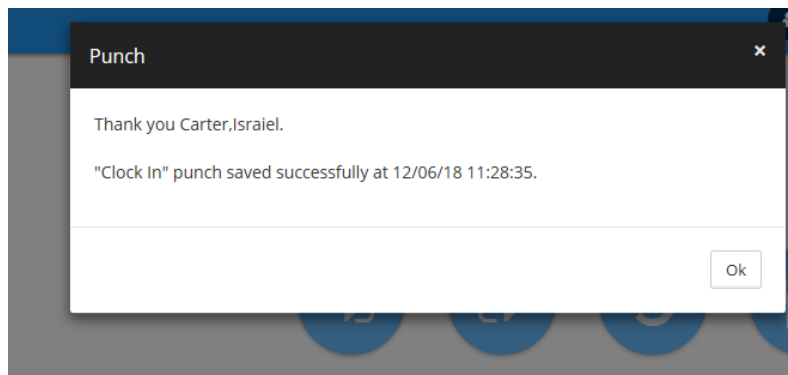 Punch ×
Thank you Carter,Israiel.
"Clock In" punch saved successfully at 12/06/18 11:28:35.
Ok